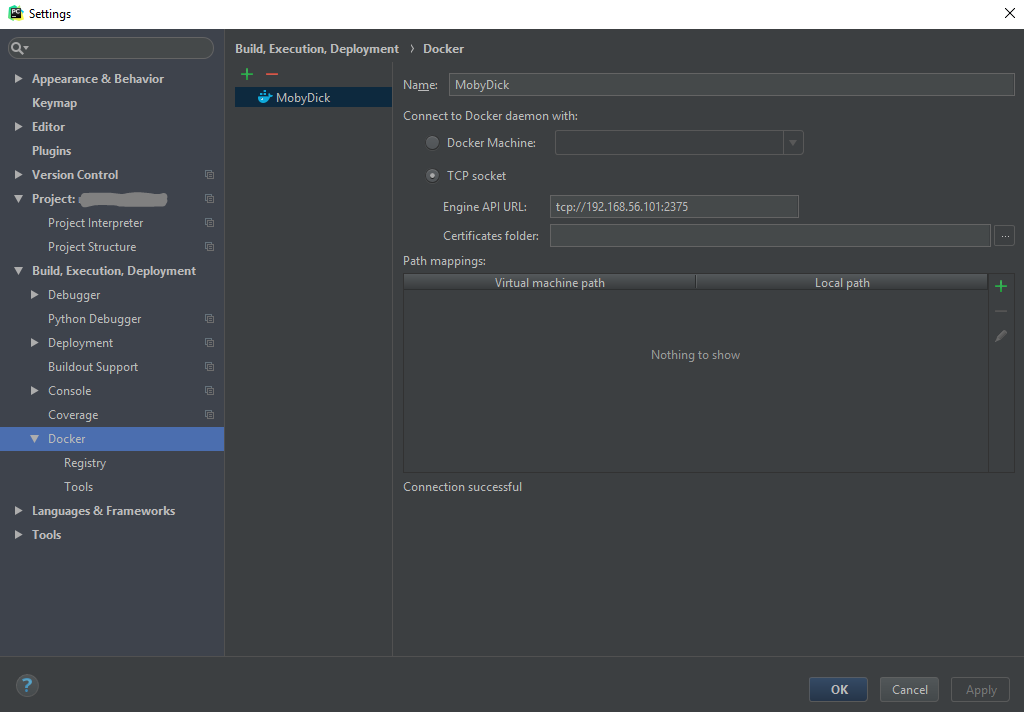 Settings
Build, Execution, Deployment › Docker
Appearance & Behavior
Keymap
Editor
Plugins
Version Control
Project:
Project Interpreter
Project Structure
Build, Execution, Deployment
Debugger
Python Debugger
Deployment
Buildout Support
Console
Coverage
Docker
Registry
Tools
Languages & Frameworks
Tools
MobyDick
Name: MobyDick
Connect to Docker daemon with:
Docker Machine:
TCP socket
Engine API URL: tcp://192.168.56.101:2375
Certificates folder: ...
Path mappings:
Virtual machine path Local path
Nothing to show
Connection successful
? OK Cancel Apply